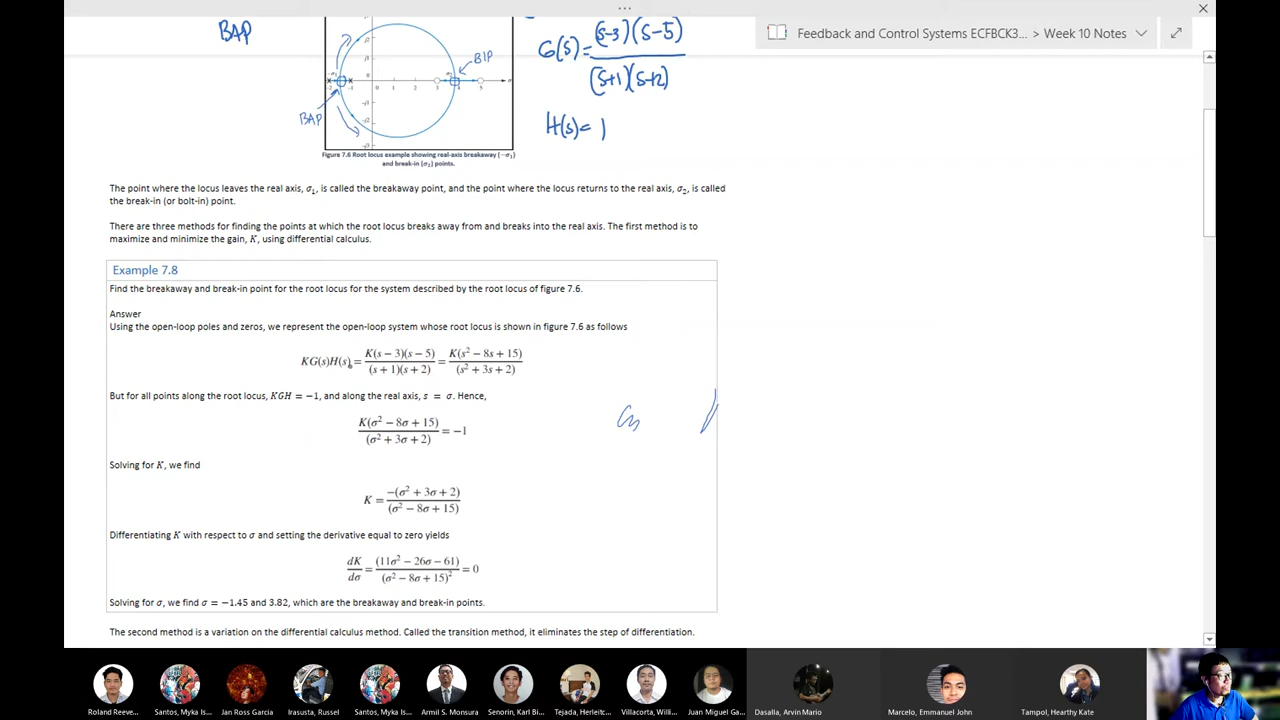 Feedback and Control Systems ECFBCK3... > Week 10 Notes
BAP
BIP
BAP
G(s) = (s-3)(s-5)
(s+1)(s+2)
H(s) = 1
Figure 7.6 Root locus example showing real-axis breakaway (−σ₁)
and break-in (σ₂) points.
The point where the locus leaves the real axis, σ₁, is called the breakaway point, and the point where the locus returns to the real axis, σ₂, is called
the break-in (or bolt-in) point.
There are three methods for finding the points at which the root locus breaks away from and breaks into the real axis. The first method is to
maximize and minimize the gain, K, using differential calculus.
Example 7.8
Find the breakaway and break-in point for the root locus for the system described by the root locus of figure 7.6.
Answer
Using the open-loop poles and zeros, we represent the open-loop system whose root locus is shown in figure 7.6 as follows
KG(s)H(s) = K(s − 3)(s − 5) / (s + 1)(s + 2) = K(s² − 8s + 15) / (s² + 3s + 2)
But for all points along the root locus, KGH = −1, and along the real axis, s = σ. Hence,
K(σ² − 8σ + 15) / (σ² + 3σ + 2) = −1
Solving for K, we find
K = −(σ² + 3σ + 2) / (σ² − 8σ + 15)
Differentiating K with respect to σ and setting the derivative equal to zero yields
dK/dσ = (11σ² − 26σ − 61) / (σ² − 8σ + 15)² = 0
Solving for σ, we find σ = −1.45 and 3.82, which are the breakaway and break-in points.
The second method is a variation on the differential calculus method. Called the transition method, it eliminates the step of differentiation.
Roland Reeve... Santos, Myka Is... Jan Ross Garcia Irasusta, Russel Santos, Myka Is... Armil S. Monsura Senorin, Karl Bi... Tejada, Herleitc... Villacorta, Willi... Juan Miguel Ga... Dasalla, Arvin Mario Marcelo, Emmanuel John Tampol, Hearthy Kate